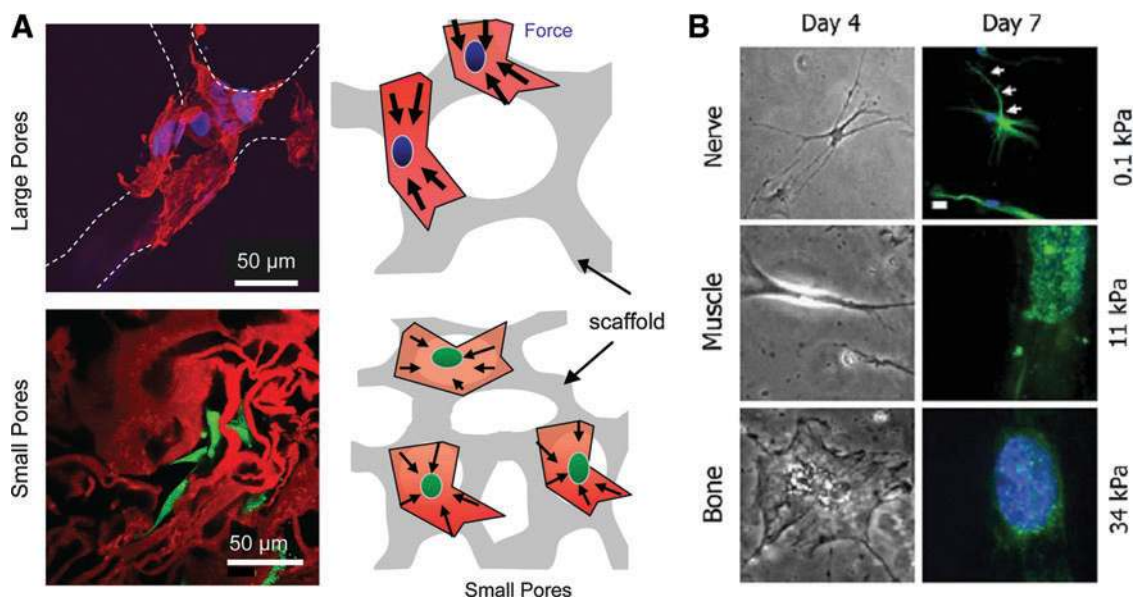 A
Large Pores
50 µm
Force
scaffold
Small Pores
50 µm
Small Pores
B
Day 4
Day 7
Nerve
0.1 kPa
Muscle
11 kPa
Bone
34 kPa